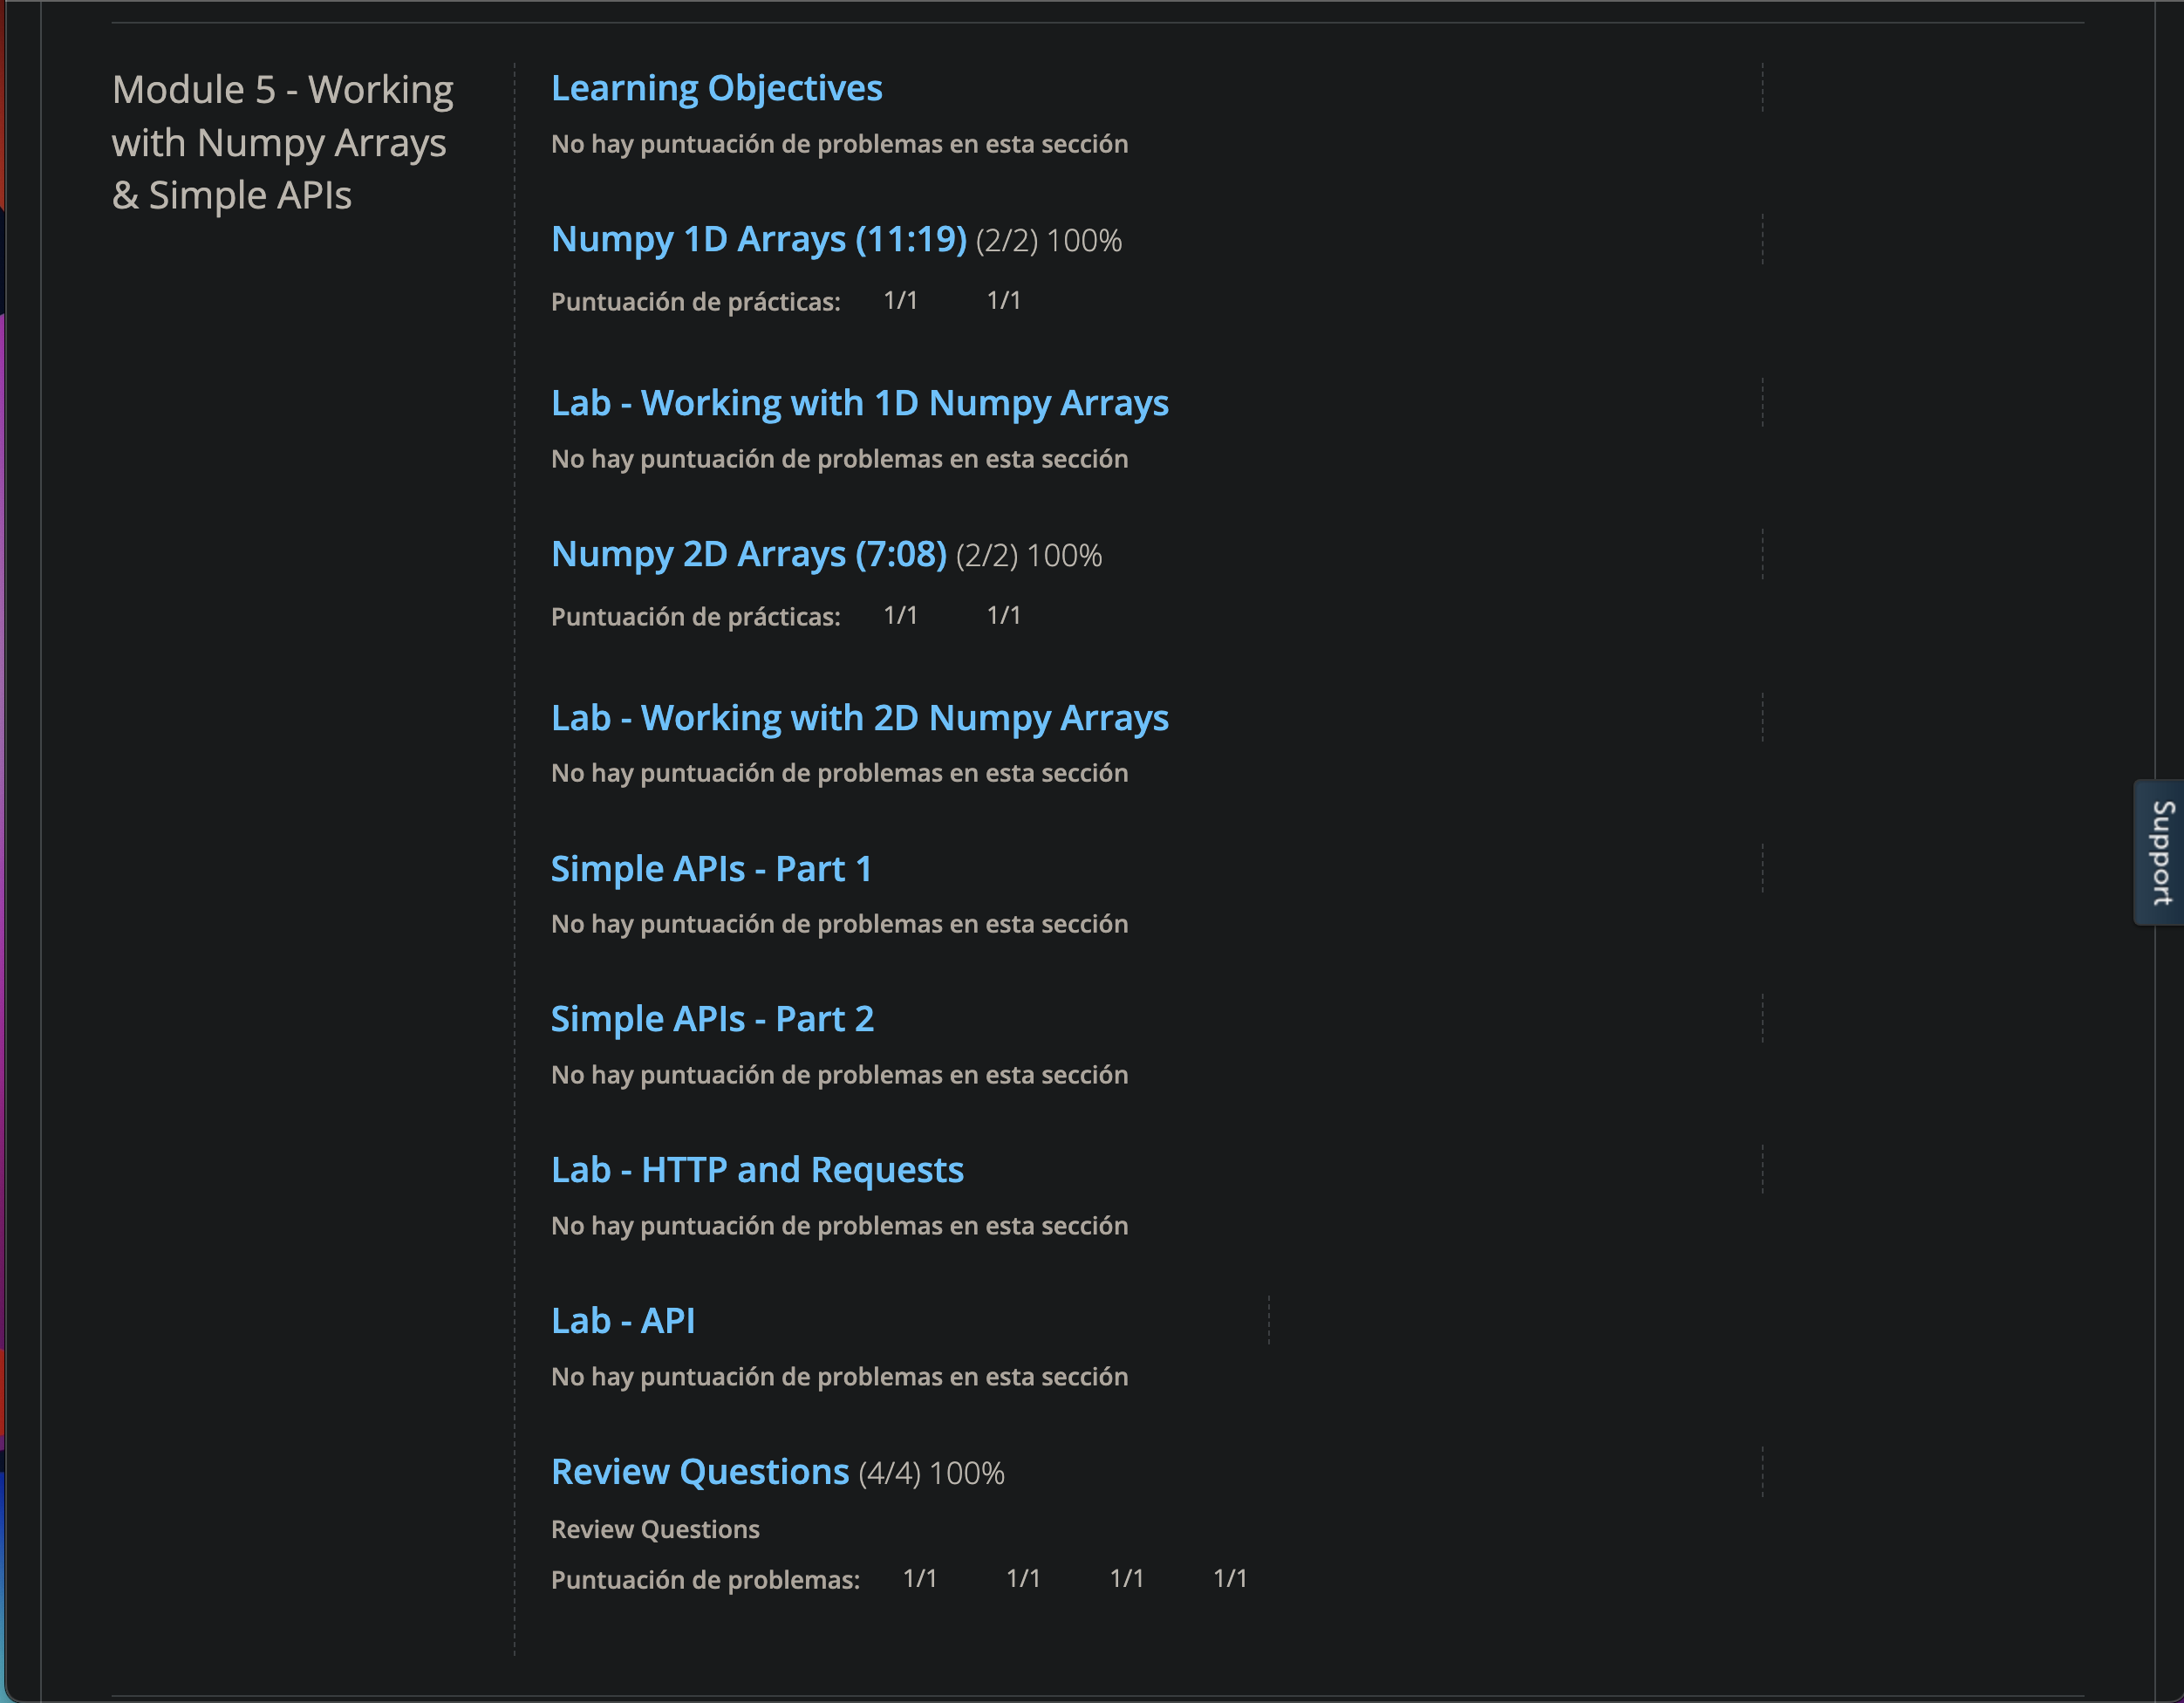 Module 5 - Working
with Numpy Arrays
& Simple APIs
Learning Objectives
No hay puntuación de problemas en esta sección
Numpy 1D Arrays (11:19) (2/2) 100%
Puntuación de prácticas: 1/1 1/1
Lab - Working with 1D Numpy Arrays
No hay puntuación de problemas en esta sección
Numpy 2D Arrays (7:08) (2/2) 100%
Puntuación de prácticas: 1/1 1/1
Lab - Working with 2D Numpy Arrays
No hay puntuación de problemas en esta sección
Simple APIs - Part 1
No hay puntuación de problemas en esta sección
Simple APIs - Part 2
No hay puntuación de problemas en esta sección
Lab - HTTP and Requests
No hay puntuación de problemas en esta sección
Lab - API
No hay puntuación de problemas en esta sección
Review Questions (4/4) 100%
Review Questions
Puntuación de problemas: 1/1 1/1 1/1 1/1
Support